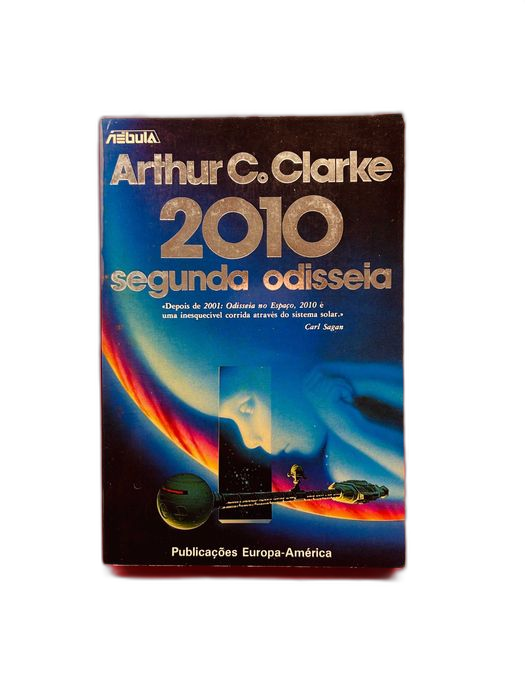 nébula
Arthur C. Clarke
2010
segunda odisseia
«Depois de 2001: Odisseia no Espaço, 2010 é
uma inesquecível corrida através do sistema solar.»
Carl Sagan
Publicações Europa-América